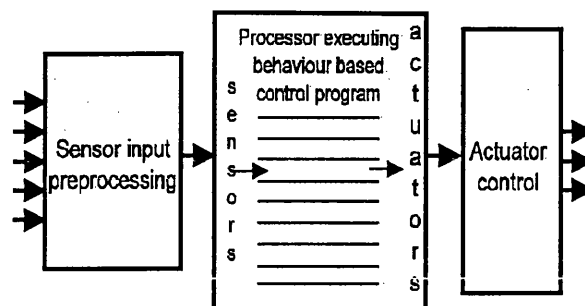 Sensor input
preprocessing
Processor executing
behaviour based
control program
sensors
actuators
Actuator
control